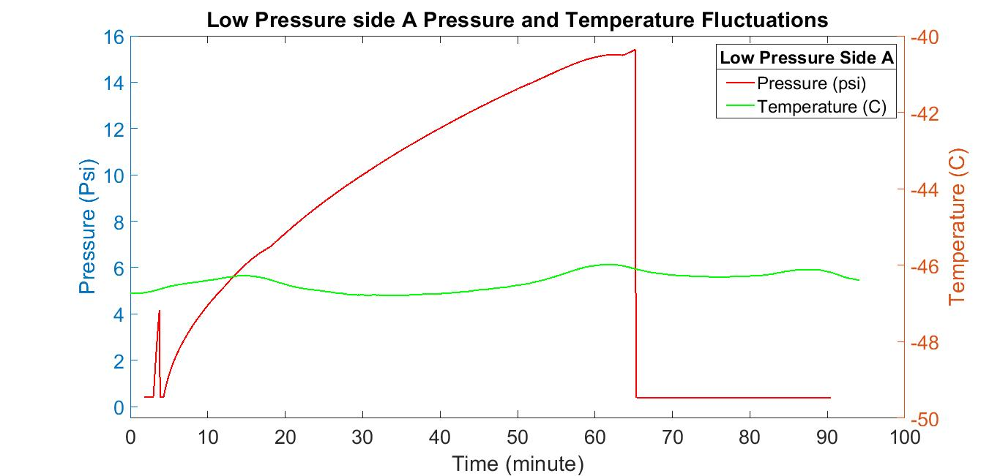 Low Pressure side A Pressure and Temperature Fluctuations
Low Pressure Side A
Pressure (psi)
Temperature (C)
Pressure (Psi)
16
14
12
10
8
6
4
2
0
-40
-42
-44
-46
-48
-50
Temperature (C)
0 10 20 30 40 50 60 70 80 90 100
Time (minute)